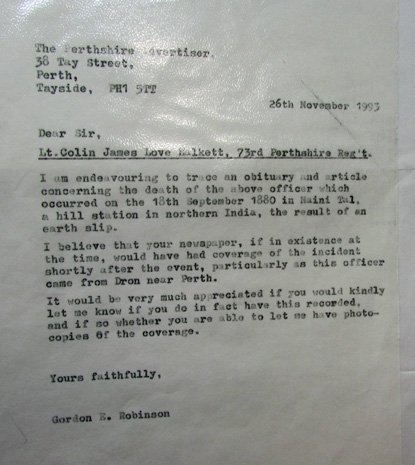 The Perthshire Advertiser,
38 Tay Street,
Perth,
Tayside, PH1 5TT
26th November 1993
Dear Sir,
Lt.Colin James Love Halkett, 73rd Perthshire Reg't.
I am endeavouring to trace an obituary and article
concerning the death of the above officer which
occurred on the 18th September 1880 in Naini Tal,
a hill station in northern India, the result of an
earth slip.
I believe that your newspaper, if in existence at
the time, would have had coverage of the incident
shortly after the event, particularly as this officer
came from Dron near Perth.
It would be very much appreciated if you would kindly
let me know if you do in fact have this recorded,
and if so whether you are able to let me have photo-
copies of the coverage.
Yours faithfully,
Gordon E. Robinson